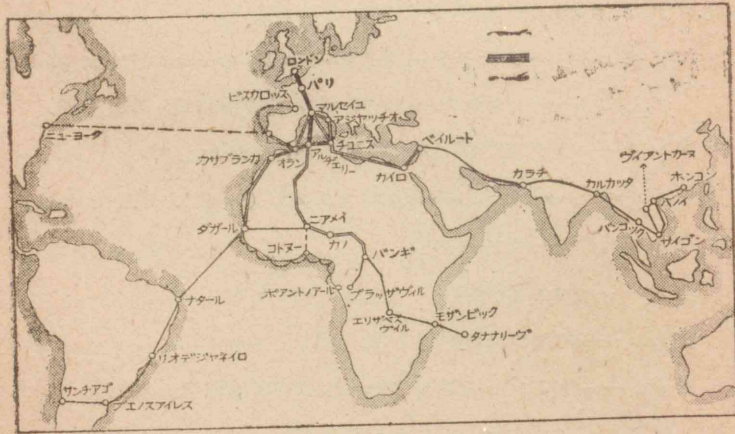 ロンドン
パリ
ビスカロッス
マルセイユ
アジャッチオ
ニューヨーク
チュニス
ベイルート
カサブランカ
オラン
アルヂェリー
カイロ
カラチ
カルカッタ
ヴィアンチャーヌ
ホンコン
ハノイ
バンコック
サイゴン
ダカール
ニアメイ
カノ
コトヌー
バンギ
ポアントノアール
ブラッザヴィル
ナタール
エリザベスヴィル
モザンビック
タナナリーヴ
リオデジャネイロ
サンチアゴ
ブエノスアイレス